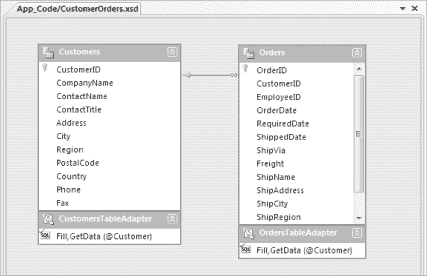 App_Code/CustomerOrders.xsd
Customers
CustomerID
CompanyName
ContactName
ContactTitle
Address
City
Region
PostalCode
Country
Phone
Fax
CustomersTableAdapter
Fill,GetData (@Customer)
Orders
OrderID
CustomerID
EmployeeID
OrderDate
RequiredDate
ShippedDate
ShipVia
Freight
ShipName
ShipAddress
ShipCity
ShipRegion
OrdersTableAdapter
Fill,GetData (@Customer)